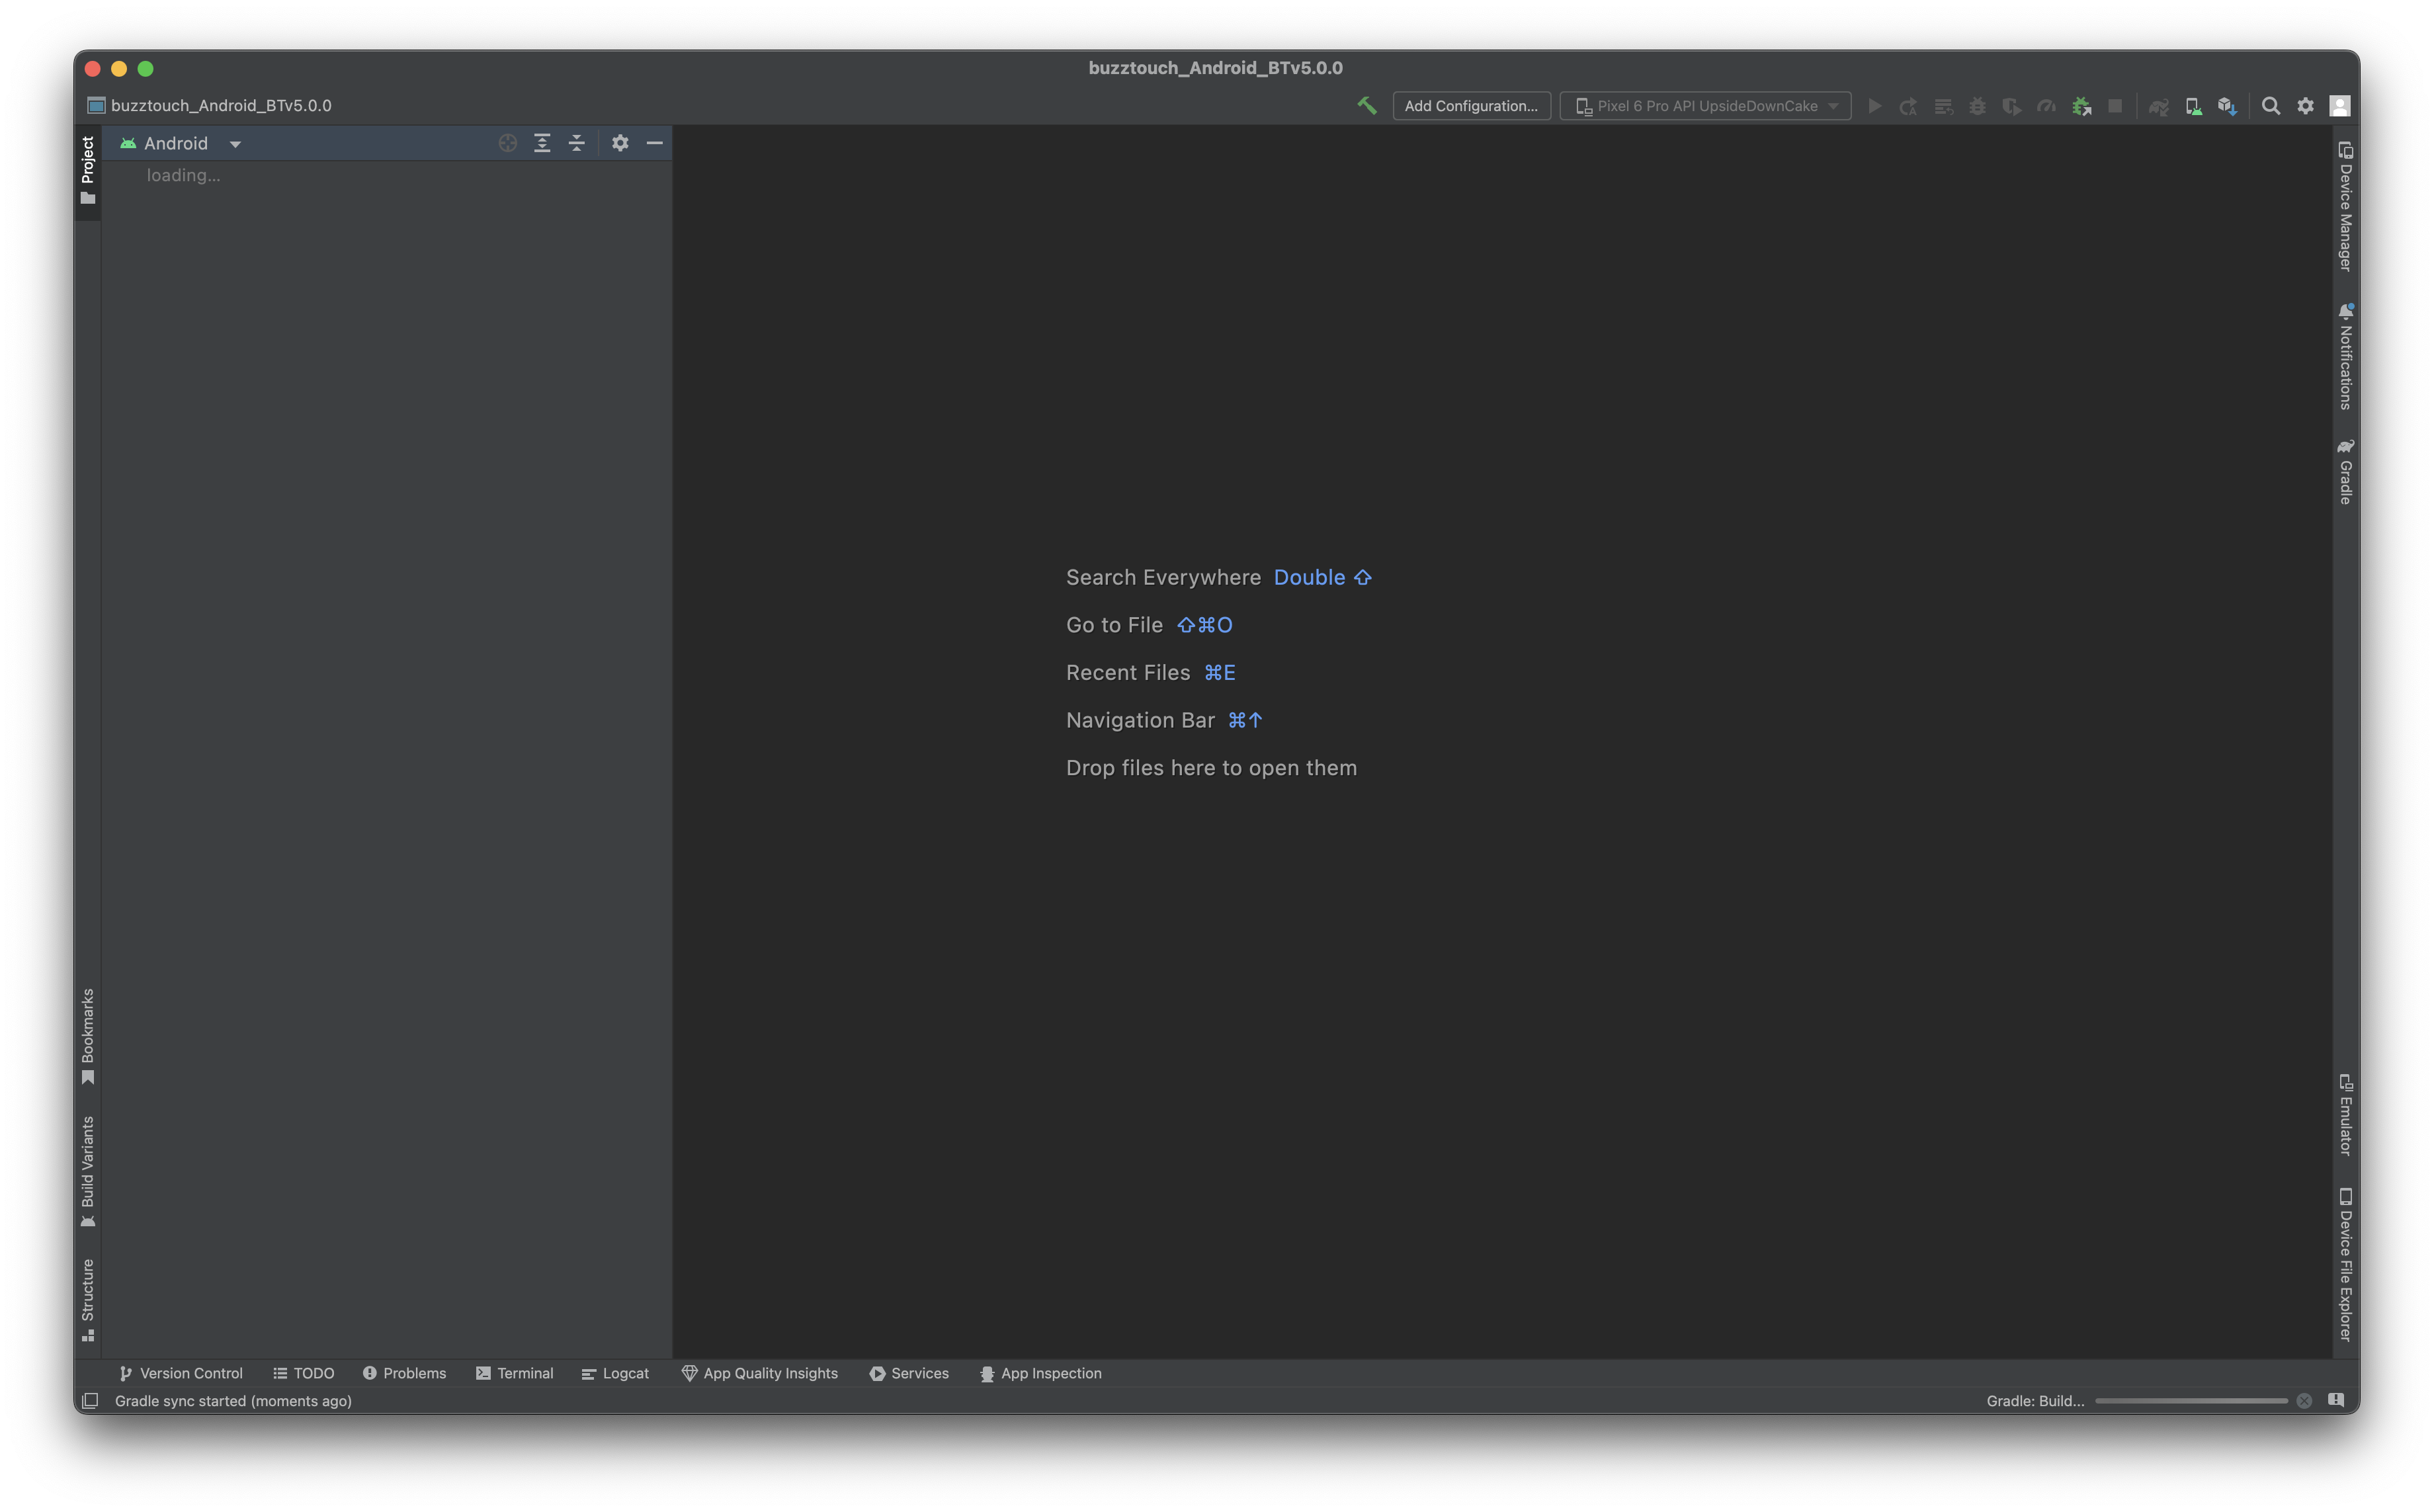 buzztouch_Android_BTv5.0.0
buzztouch_Android_BTv5.0.0
Add Configuration...
Pixel 6 Pro API UpsideDownCake
Project
Android
loading...
Search Everywhere Double ⇧
Go to File ⇧⌘O
Recent Files ⌘E
Navigation Bar ⌘↑
Drop files here to open them
Bookmarks
Build Variants
Structure
Device Manager
Notifications
Gradle
Emulator
Device File Explorer
Version Control
TODO
Problems
Terminal
Logcat
App Quality Insights
Services
App Inspection
Gradle sync started (moments ago)
Gradle: Build...